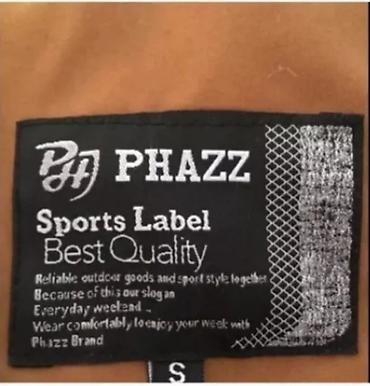 PH PHAZZ
Sports Label
Best Quality
Reliable outdoor goods and sport style together
Because of this our slogan
Everyday weekend ..
Wear comfortably to enjoy your week with
Phazz Brand
S